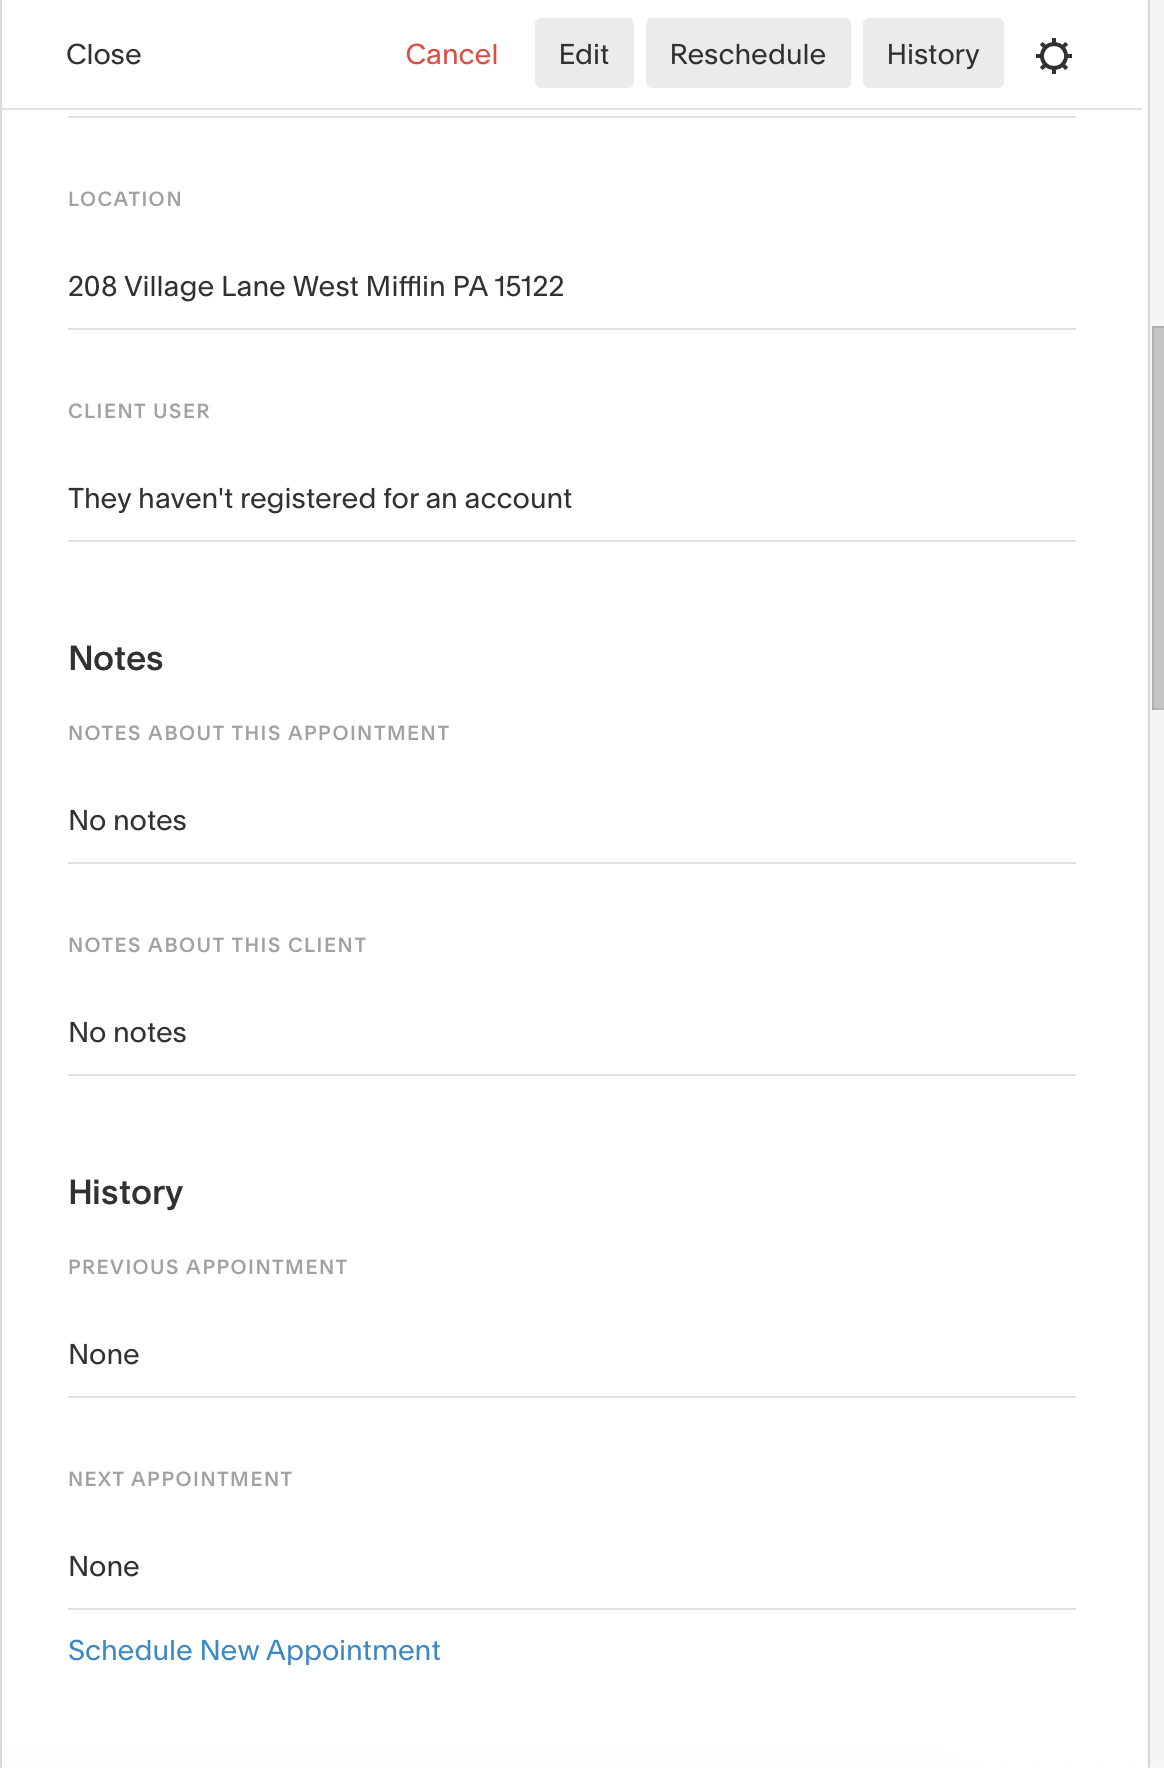 Close
Cancel
Edit
Reschedule
History
LOCATION
208 Village Lane West Mifflin PA 15122
CLIENT USER
They haven't registered for an account
Notes
NOTES ABOUT THIS APPOINTMENT
No notes
NOTES ABOUT THIS CLIENT
No notes
History
PREVIOUS APPOINTMENT
None
NEXT APPOINTMENT
None
Schedule New Appointment